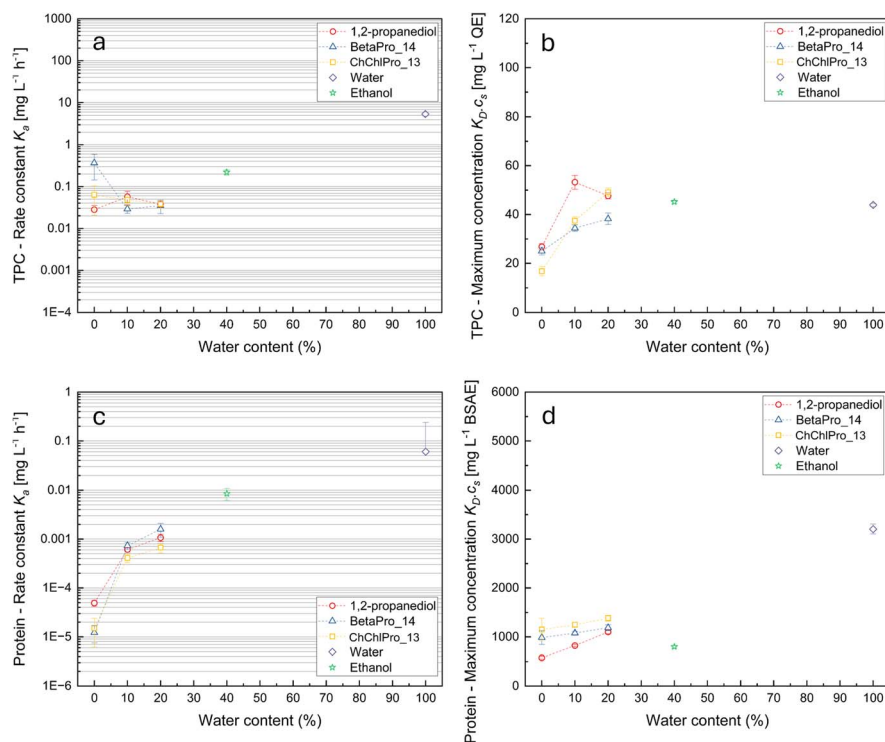 a
TPC - Rate constant Kₐ [mg L⁻¹ h⁻¹]
1000
100
10
1
0.1
0.01
0.001
1E−4
0 10 20 30 40 50 60 70 80 90 100
Water content (%)
1,2-propanediol
BetaPro_14
ChChlPro_13
Water
Ethanol
b
TPC - Maximum concentration K_D.c_s [mg L⁻¹ QE]
120
100
80
60
40
20
0
0 10 20 30 40 50 60 70 80 90 100
Water content (%)
1,2-propanediol
BetaPro_14
ChChlPro_13
Water
Ethanol
c
Protein - Rate constant Kₐ [mg L⁻¹ h⁻¹]
1
0.1
0.01
0.001
1E−4
1E−5
1E−6
0 10 20 30 40 50 60 70 80 90 100
Water content (%)
1,2-propanediol
BetaPro_14
ChChlPro_13
Water
Ethanol
d
Protein - Maximum concentration K_D.c_s [mg L⁻¹ BSAE]
6000
5000
4000
3000
2000
1000
0
0 10 20 30 40 50 60 70 80 90 100
Water content (%)
1,2-propanediol
BetaPro_14
ChChlPro_13
Water
Ethanol